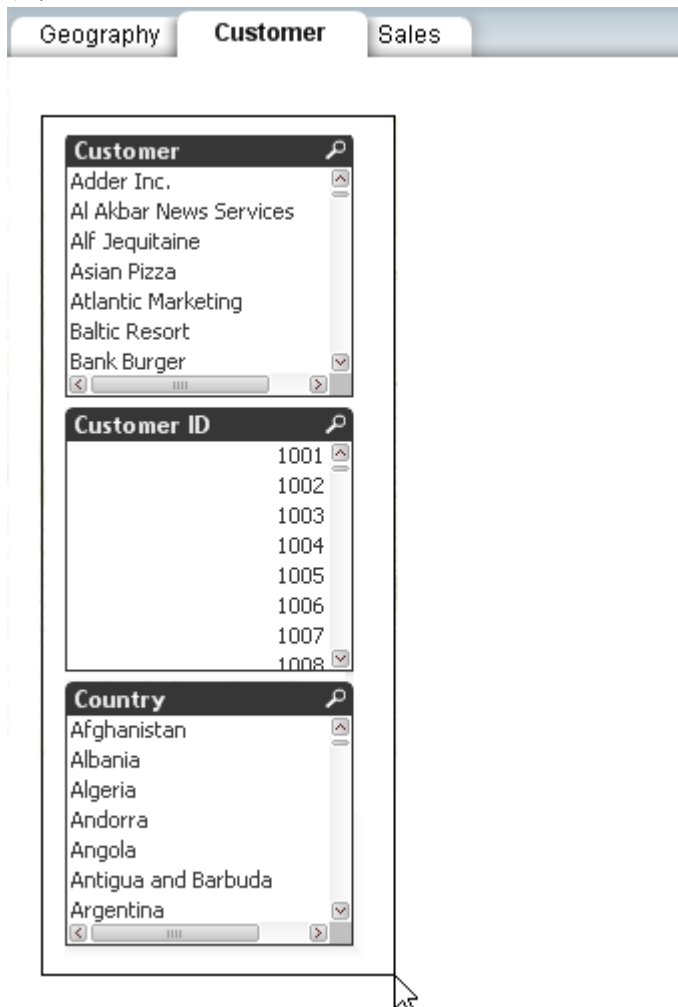 Geography Customer Sales
Customer
Adder Inc.
Al Akbar News Services
Alf Jequitaine
Asian Pizza
Atlantic Marketing
Baltic Resort
Bank Burger
Customer ID
1001
1002
1003
1004
1005
1006
1007
1008
Country
Afghanistan
Albania
Algeria
Andorra
Angola
Antigua and Barbuda
Argentina